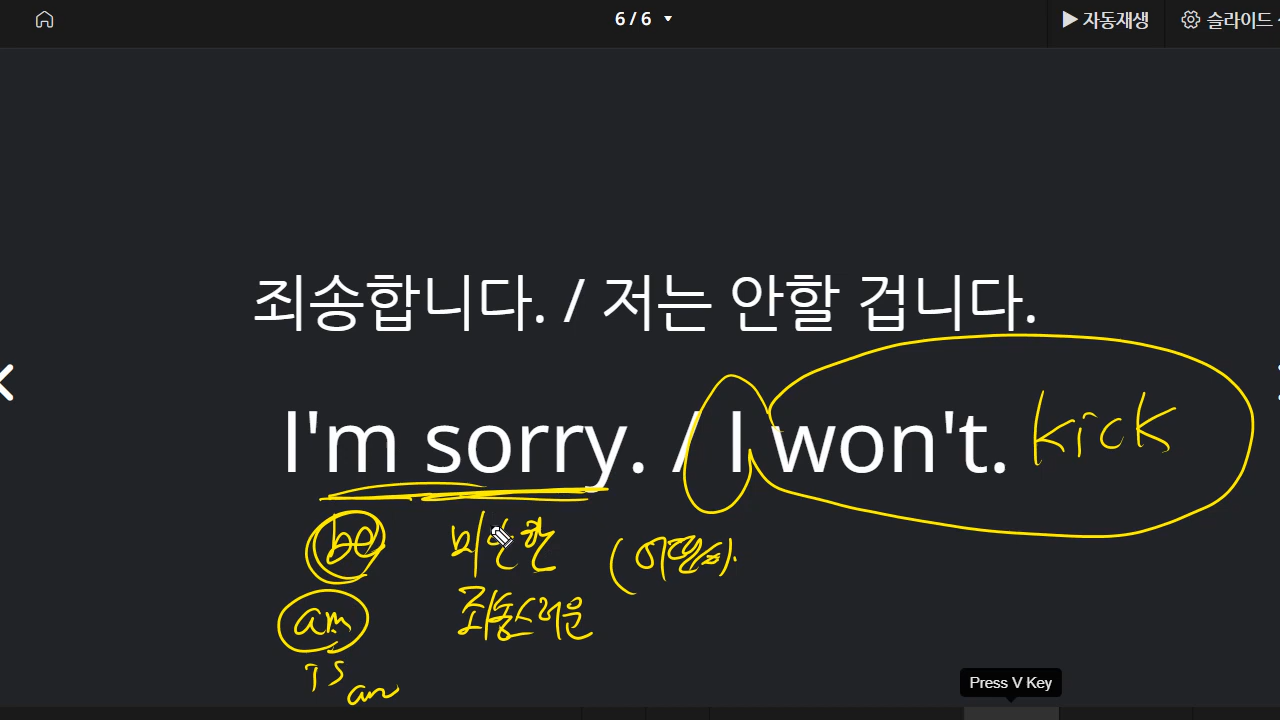 6 / 6
자동재생
슬라이드
죄송합니다. / 저는 안할 겁니다.
I'm sorry. / I won't. kick
be 미안한
am 죄송스러운
is
Press V Key